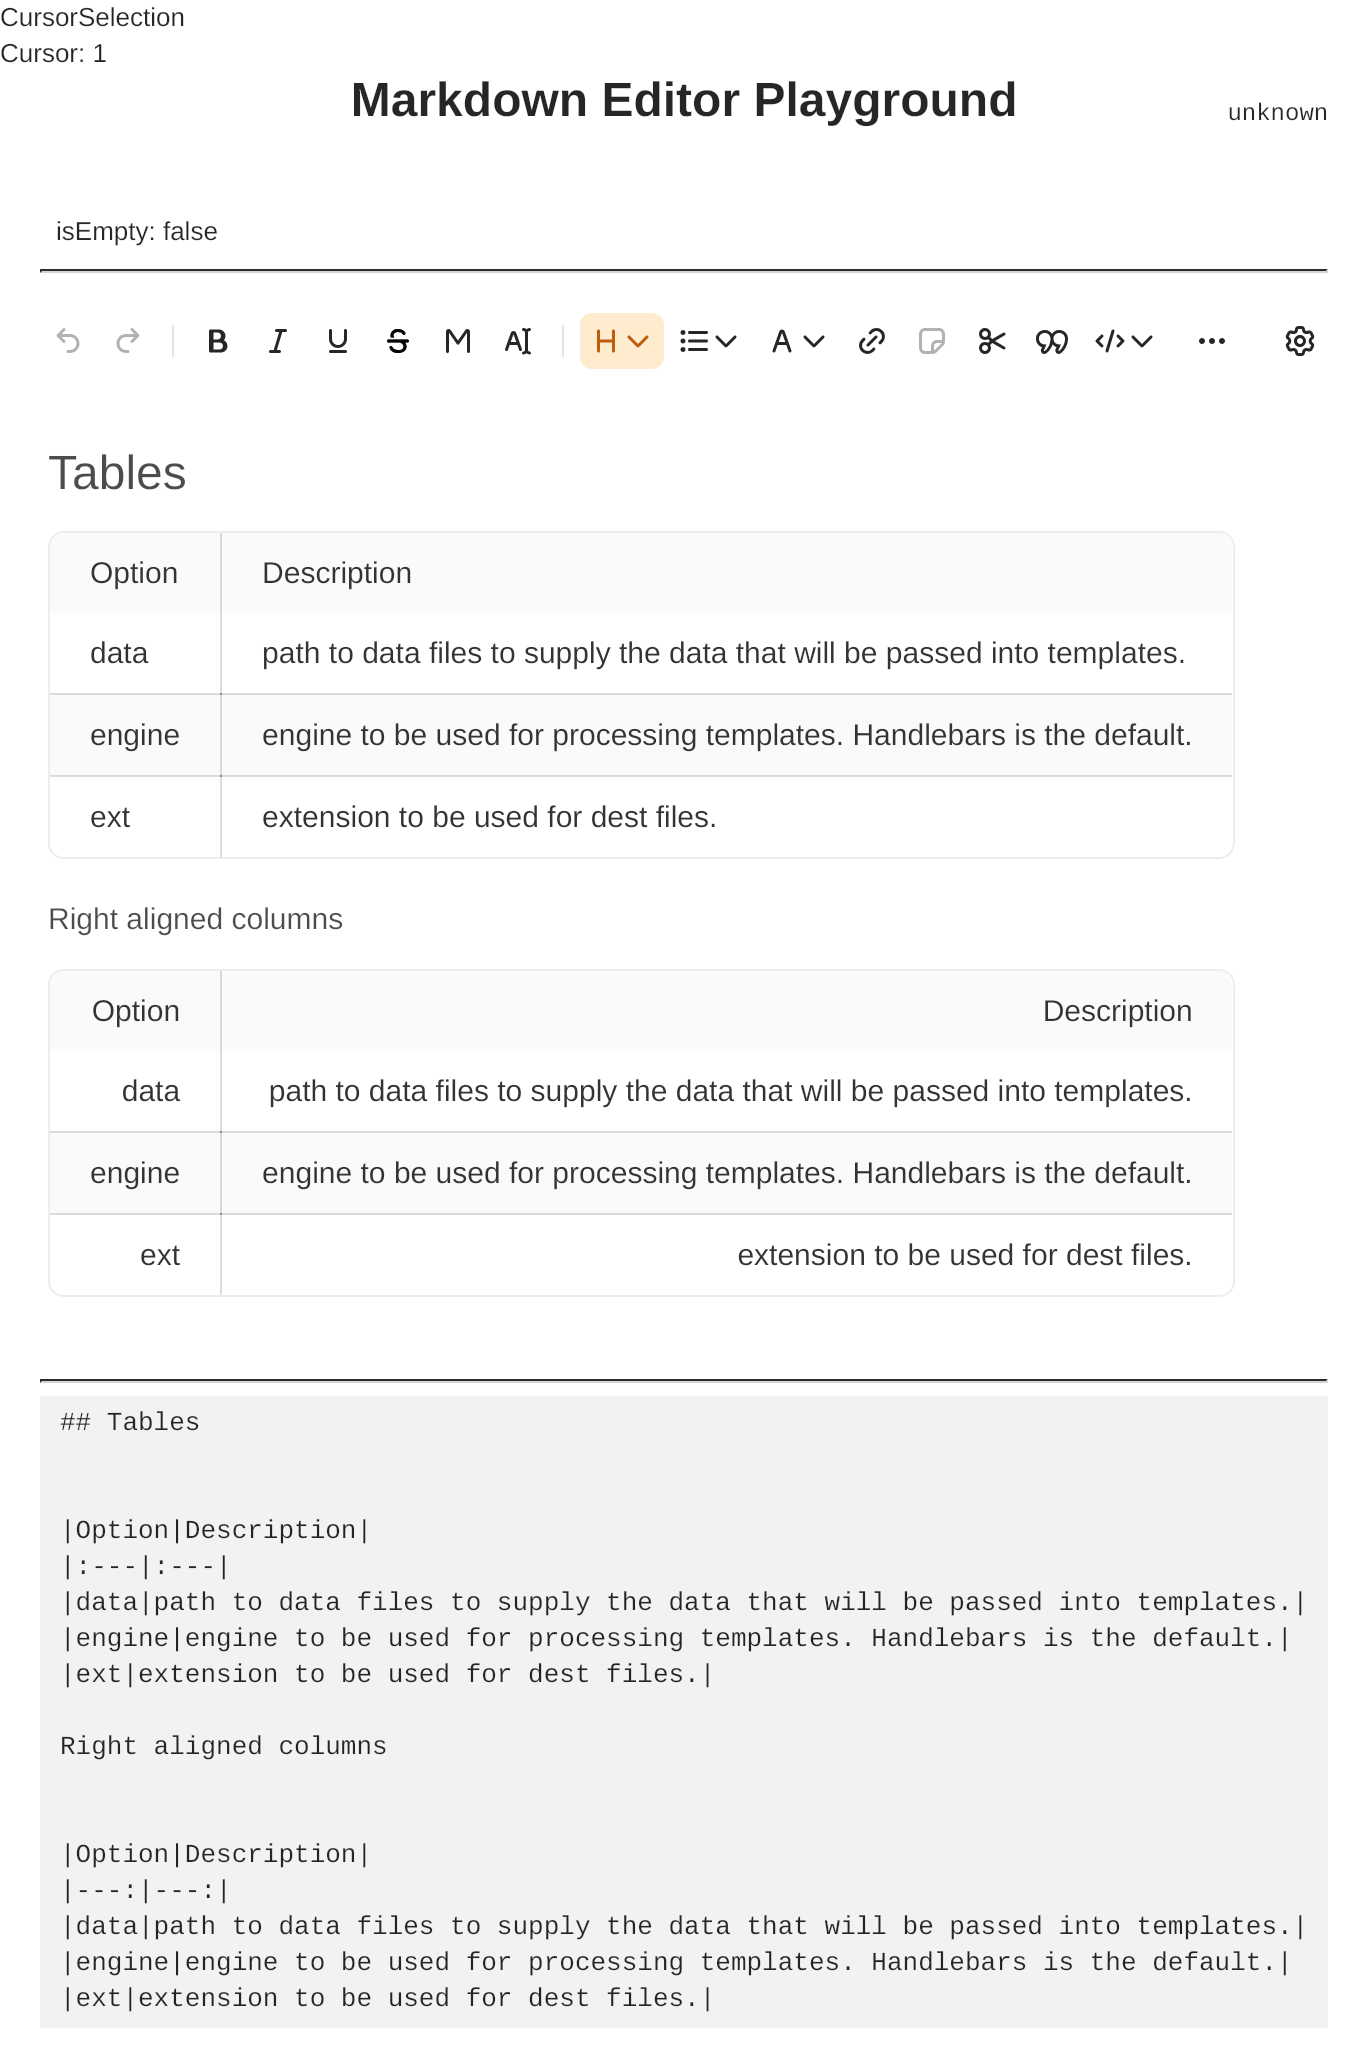 CursorSelection
Cursor: 1
Markdown Editor Playground
unknown
isEmpty: false
Tables
Option Description
data path to data files to supply the data that will be passed into templates.
engine engine to be used for processing templates. Handlebars is the default.
ext extension to be used for dest files.
Right aligned columns
Option Description
data path to data files to supply the data that will be passed into templates.
engine engine to be used for processing templates. Handlebars is the default.
ext extension to be used for dest files.
## Tables
|Option|Description|
|:---|:---|
|data|path to data files to supply the data that will be passed into templates.|
|engine|engine to be used for processing templates. Handlebars is the default.|
|ext|extension to be used for dest files.|
Right aligned columns
|Option|Description|
|---:|---:|
|data|path to data files to supply the data that will be passed into templates.|
|engine|engine to be used for processing templates. Handlebars is the default.|
|ext|extension to be used for dest files.|